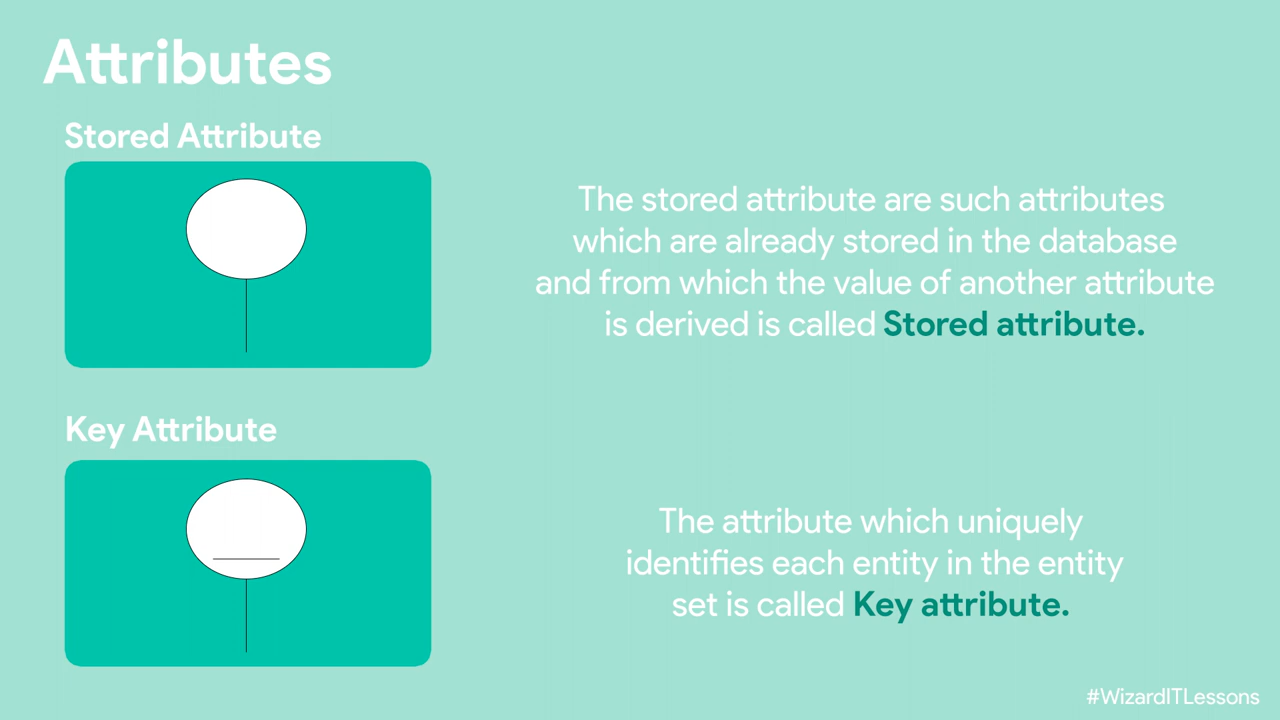 Attributes
Stored Attribute
The stored attribute are such attributes
which are already stored in the database
and from which the value of another attribute
is derived is called Stored attribute.
Key Attribute
The attribute which uniquely
identifies each entity in the entity
set is called Key attribute.
#WizardITLessons